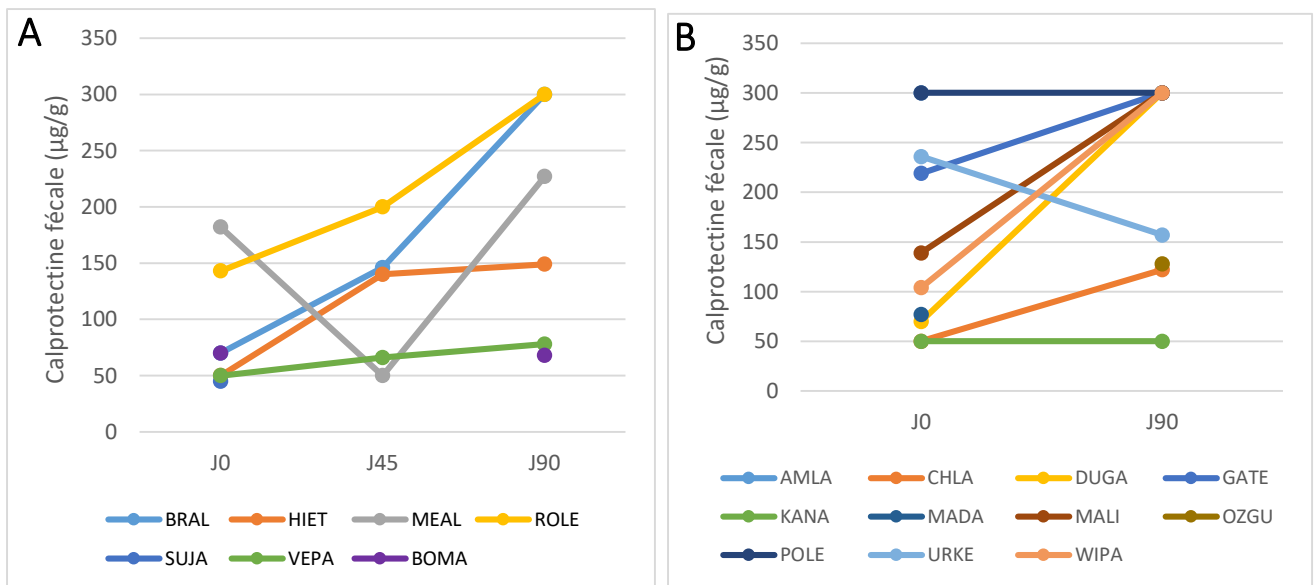 A
Calprotectine fécale (µg/g)
350
300
250
200
150
100
50
0
J0 J45 J90
BRAL HIET MEAL ROLE
SUJA VEPA BOMA
B
Calprotectine fécale (µg/g)
350
300
250
200
150
100
50
0
J0 J90
AMLA CHLA DUGA GATE
KANA MADA MALI OZGU
POLE URKE WIPA